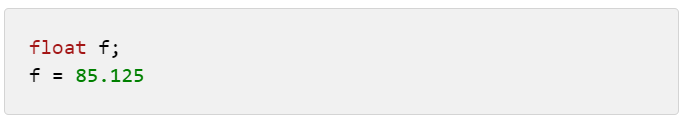 float f;
f = 85.125